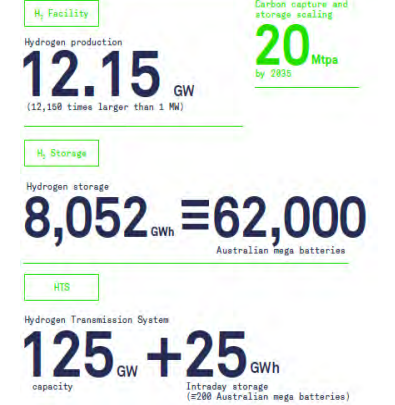 H₂ Facility
Hydrogen production
12.15 GW
(12,150 times larger than 1 MW)
Carbon capture and
storage scaling
20 Mtpa
by 2035
H₂ Storage
Hydrogen storage
8,052 GWh ≡62,000
Australian mega batteries
HTS
Hydrogen Transmission System
125 GW +25 GWh
capacity
Intraday storage
(≡200 Australian mega batteries)